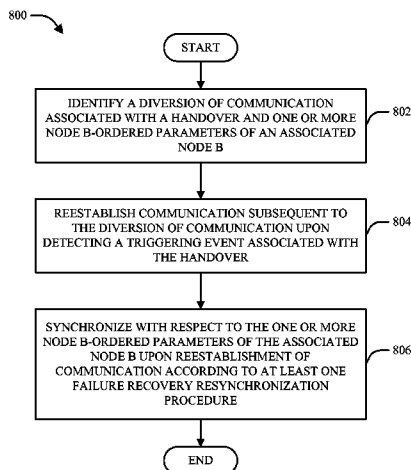 800
START
IDENTIFY A DIVERSION OF COMMUNICATION
ASSOCIATED WITH A HANDOVER AND ONE OR MORE
NODE B-ORDERED PARAMETERS OF AN ASSOCIATED
NODE B
802
REESTABLISH COMMUNICATION SUBSEQUENT TO
THE DIVERSION OF COMMUNICATION UPON
DETECTING A TRIGGERING EVENT ASSOCIATED WITH
THE HANDOVER
804
SYNCHRONIZE WITH RESPECT TO THE ONE OR MORE
NODE B-ORDERED PARAMETERS OF THE ASSOCIATED
NODE B UPON REESTABLISHMENT OF
COMMUNICATION ACCORDING TO AT LEAST ONE
FAILURE RECOVERY RESYNCHRONIZATION
PROCEDURE
806
END